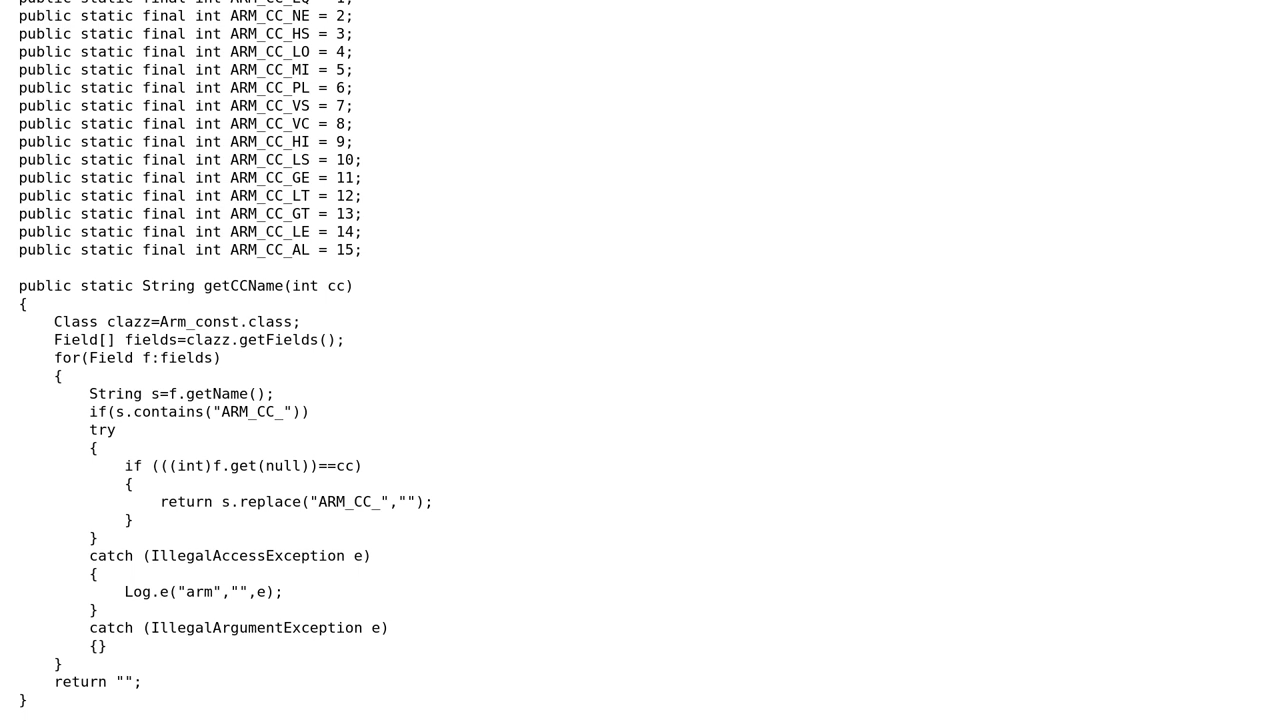 public static final int ARM_CC_EQ = 1;
public static final int ARM_CC_NE = 2;
public static final int ARM_CC_HS = 3;
public static final int ARM_CC_LO = 4;
public static final int ARM_CC_MI = 5;
public static final int ARM_CC_PL = 6;
public static final int ARM_CC_VS = 7;
public static final int ARM_CC_VC = 8;
public static final int ARM_CC_HI = 9;
public static final int ARM_CC_LS = 10;
public static final int ARM_CC_GE = 11;
public static final int ARM_CC_LT = 12;
public static final int ARM_CC_GT = 13;
public static final int ARM_CC_LE = 14;
public static final int ARM_CC_AL = 15;

public static String getCCName(int cc)
{
    Class clazz=Arm_const.class;
    Field[] fields=clazz.getFields();
    for(Field f:fields)
    {
        String s=f.getName();
        if(s.contains("ARM_CC_"))
        try
        {
            if (((int)f.get(null))==cc)
            {
                return s.replace("ARM_CC_","");
            }
        }
        catch (IllegalAccessException e)
        {
            Log.e("arm","",e);
        }
        catch (IllegalArgumentException e)
        {}
    }
    return "";
}